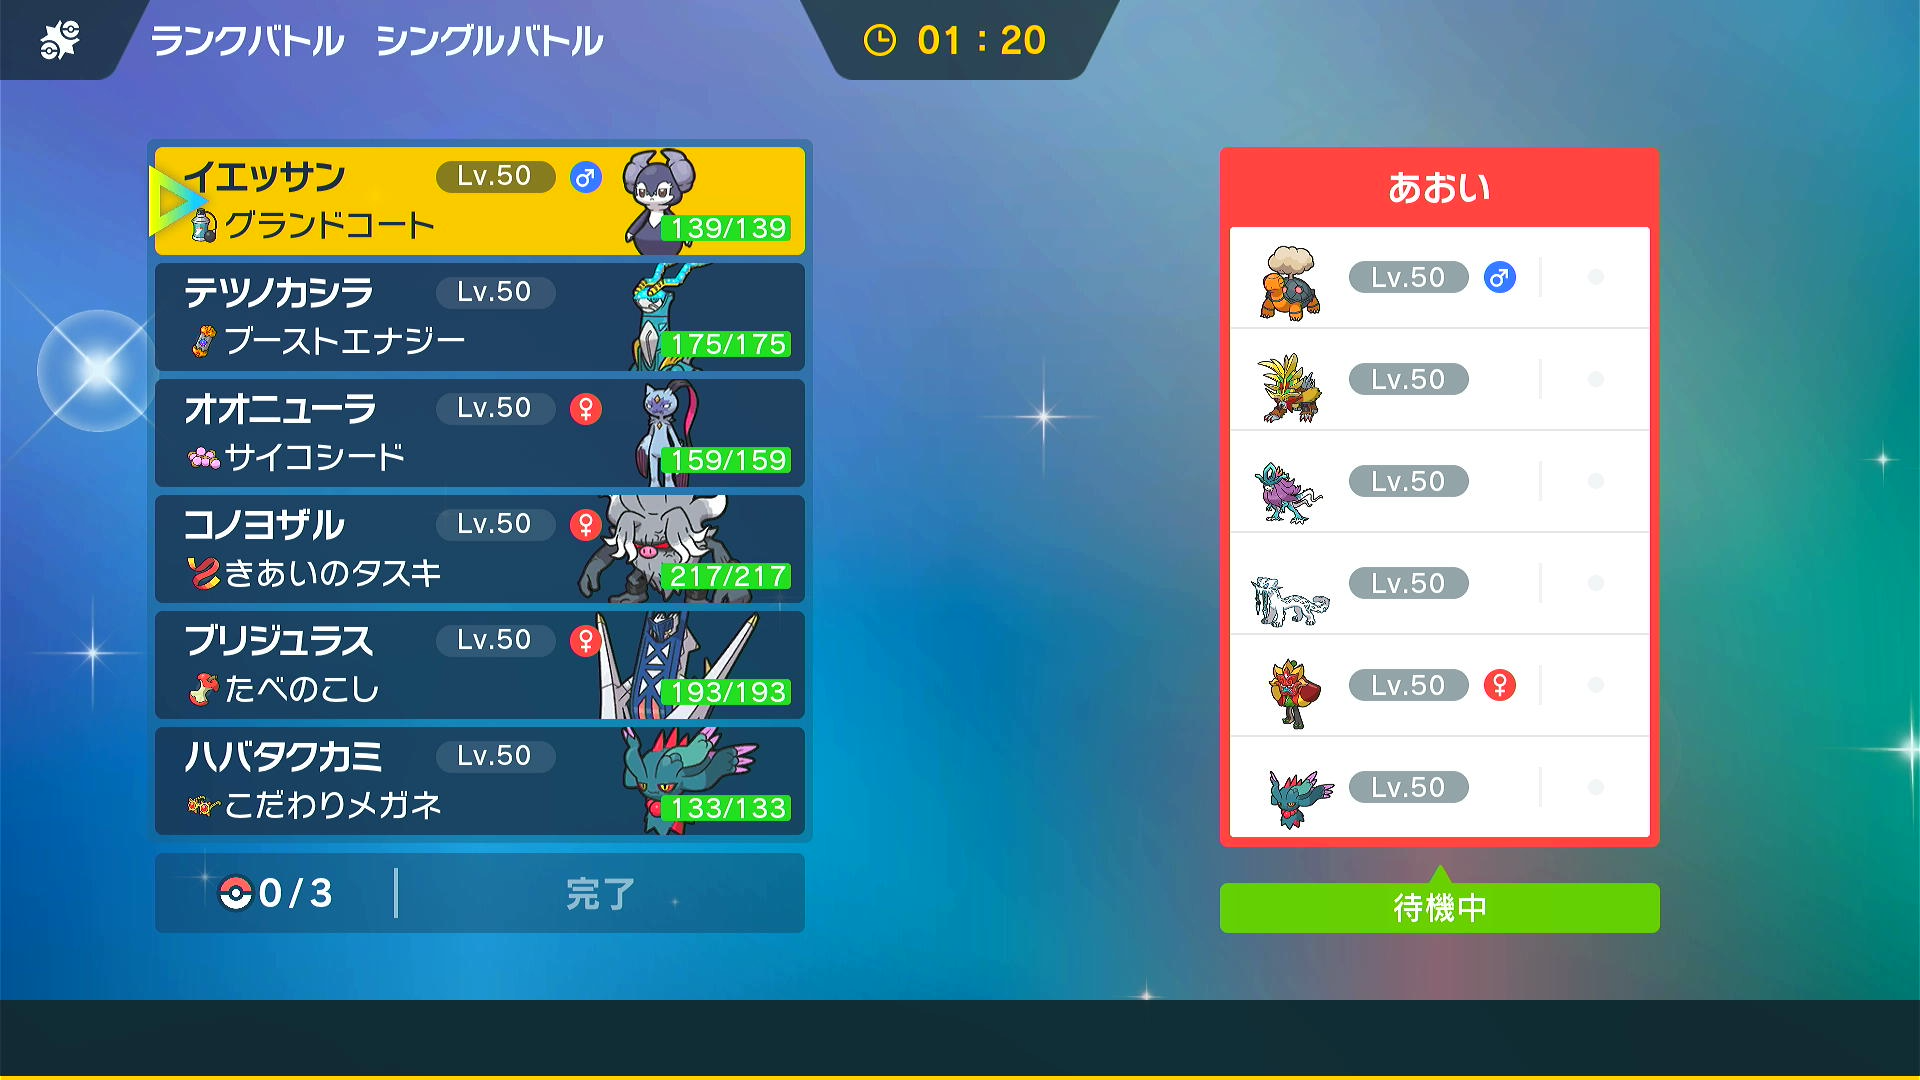 ランクバトル シングルバトル
01:20
イエッサン Lv.50 ♂
グランドコート 139/139
テツノカシラ Lv.50
ブーストエナジー 175/175
オオニューラ Lv.50 ♀
サイコシード 159/159
コノヨザル Lv.50 ♀
きあいのタスキ 217/217
ブリジュラス Lv.50 ♀
たべのこし 193/193
ハバタクカミ Lv.50
こだわりメガネ 133/133
0/3 完了
あおい
Lv.50 ♂
Lv.50
Lv.50
Lv.50
Lv.50 ♀
Lv.50
待機中